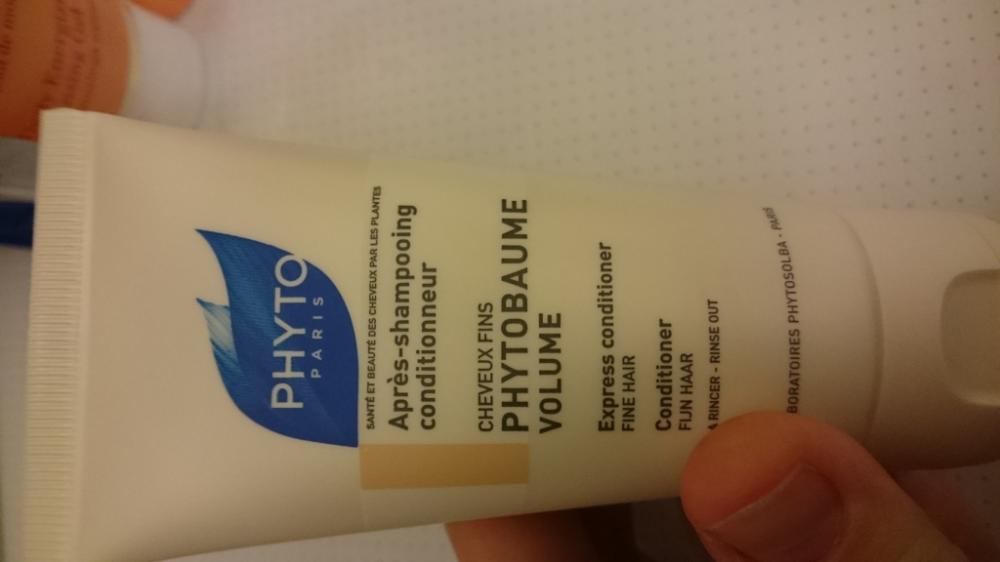 PHYTO
PARIS
SANTÉ ET BEAUTÉ DES CHEVEUX PAR LES PLANTES
Après-shampooing
conditionneur
CHEVEUX FINS
PHYTOBAUME
VOLUME
Express conditioner
FINE HAIR
Conditioner
FIJN HAAR
A RINCER - RINSE OUT
BORATOIRES PHYTOSOLBA - PARIS